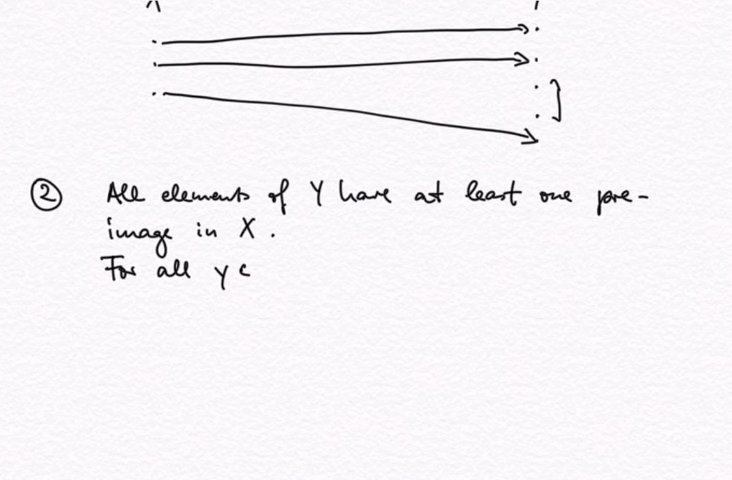 ② All elements of Y have at least one pre-
image in X.
For all y